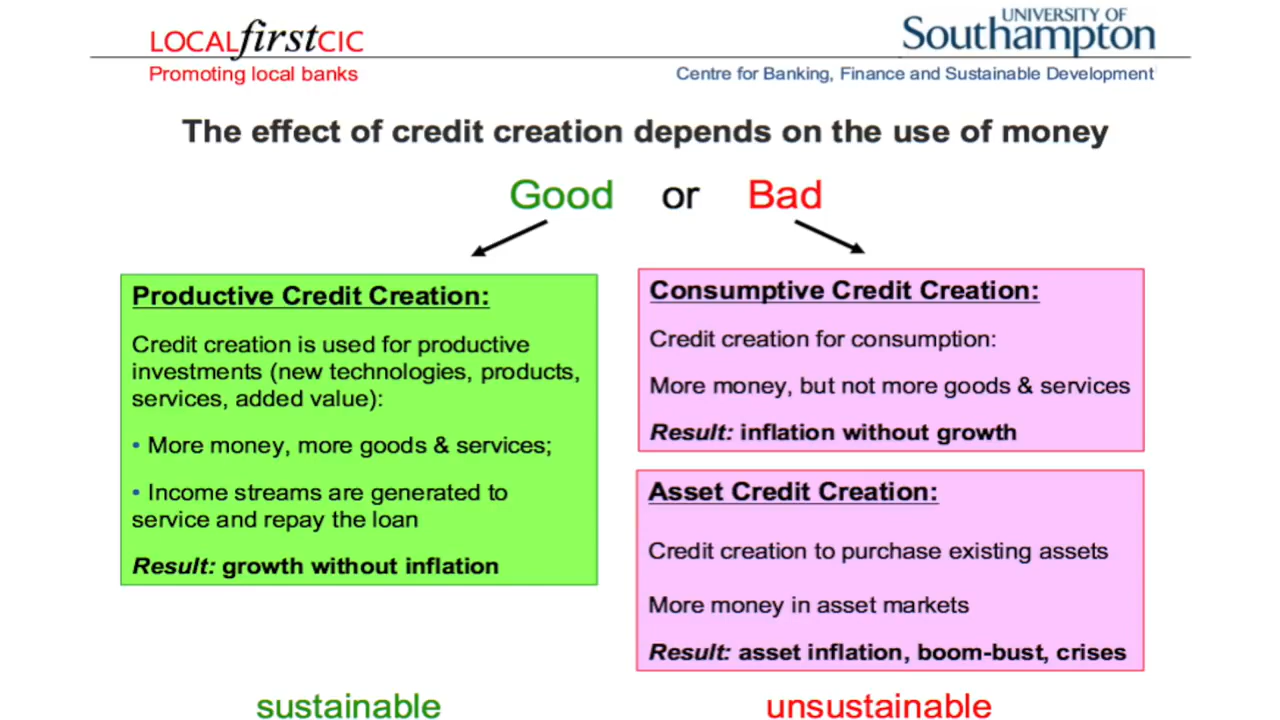 LOCALfirstCIC
Promoting local banks
UNIVERSITY OF
Southampton
Centre for Banking, Finance and Sustainable Development
The effect of credit creation depends on the use of money
Good or Bad
Productive Credit Creation:
Credit creation is used for productive
investments (new technologies, products,
services, added value):
• More money, more goods & services;
• Income streams are generated to
service and repay the loan
Result: growth without inflation
Consumptive Credit Creation:
Credit creation for consumption:
More money, but not more goods & services
Result: inflation without growth
Asset Credit Creation:
Credit creation to purchase existing assets
More money in asset markets
Result: asset inflation, boom-bust, crises
sustainable
unsustainable